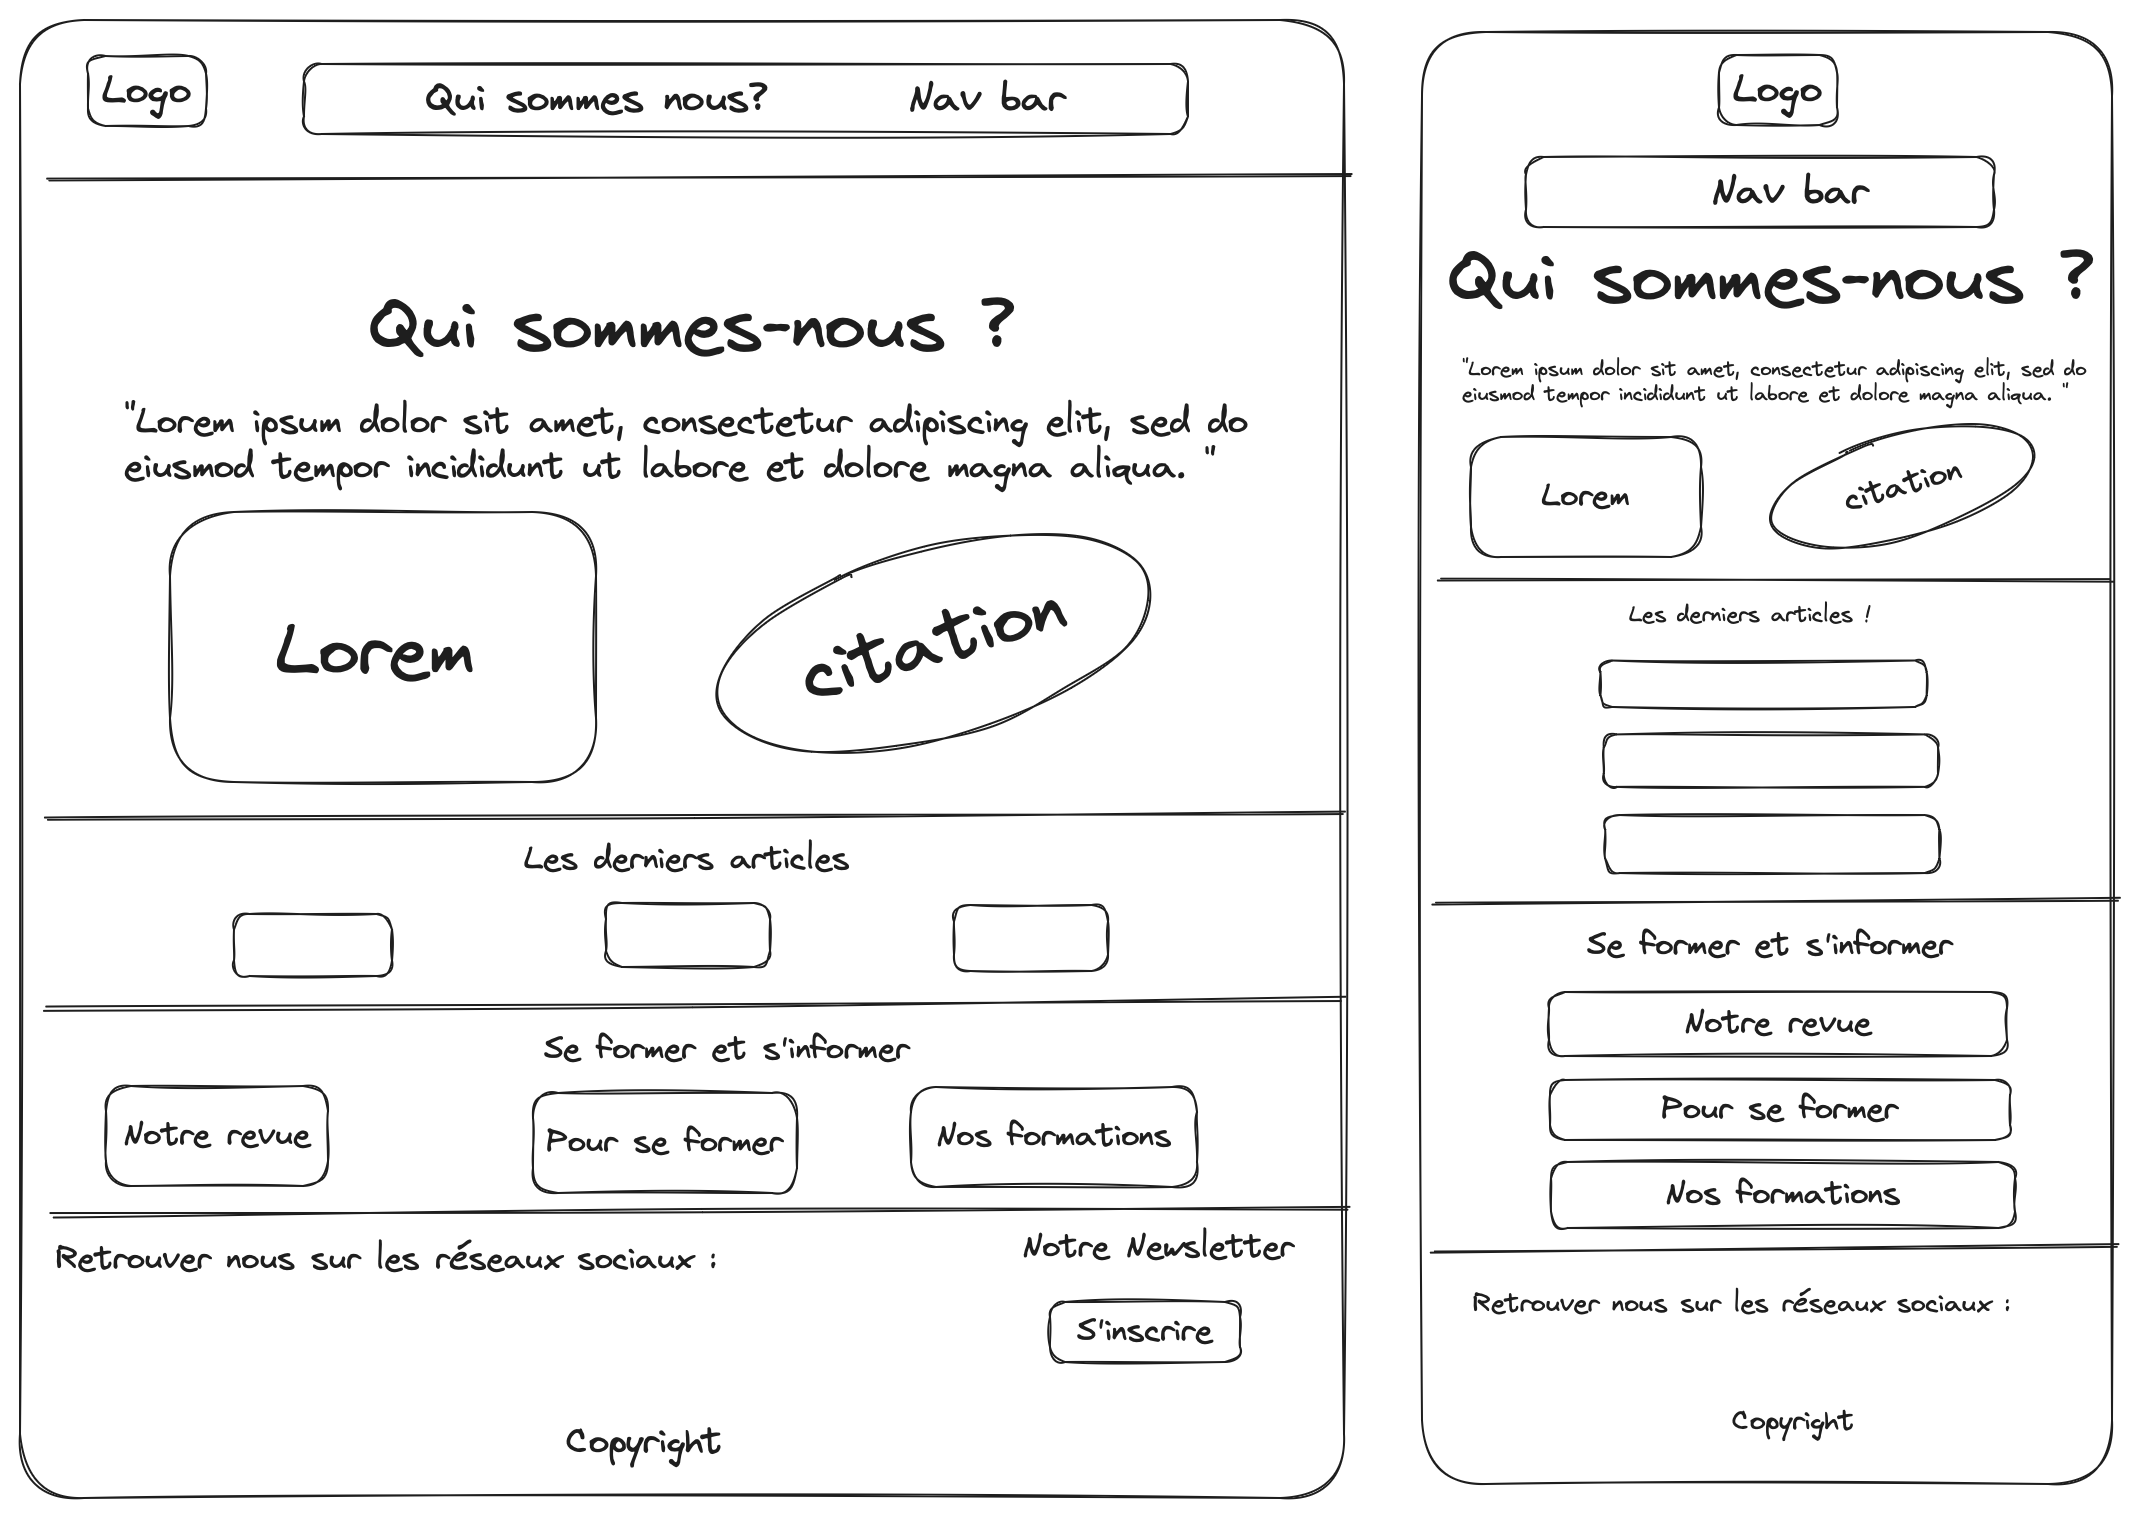 Logo
Qui sommes nous?
Nav bar
Qui sommes-nous ?
"Lorem ipsum dolor sit amet, consectetur adipiscing elit, sed do
eiusmod tempor incididunt ut labore et dolore magna aliqua. "
Lorem
citation
Les derniers articles
Se former et s'informer
Notre revue
Pour se former
Nos formations
Retrouver nous sur les réseaux sociaux :
Notre Newsletter
S'inscrire
Copyright
Logo
Nav bar
Qui sommes-nous ?
"Lorem ipsum dolor sit amet, consectetur adipiscing elit, sed do
eiusmod tempor incididunt ut labore et dolore magna aliqua. "
Lorem
citation
Les derniers articles !
Se former et s'informer
Notre revue
Pour se former
Nos formations
Retrouver nous sur les réseaux sociaux :
Copyright